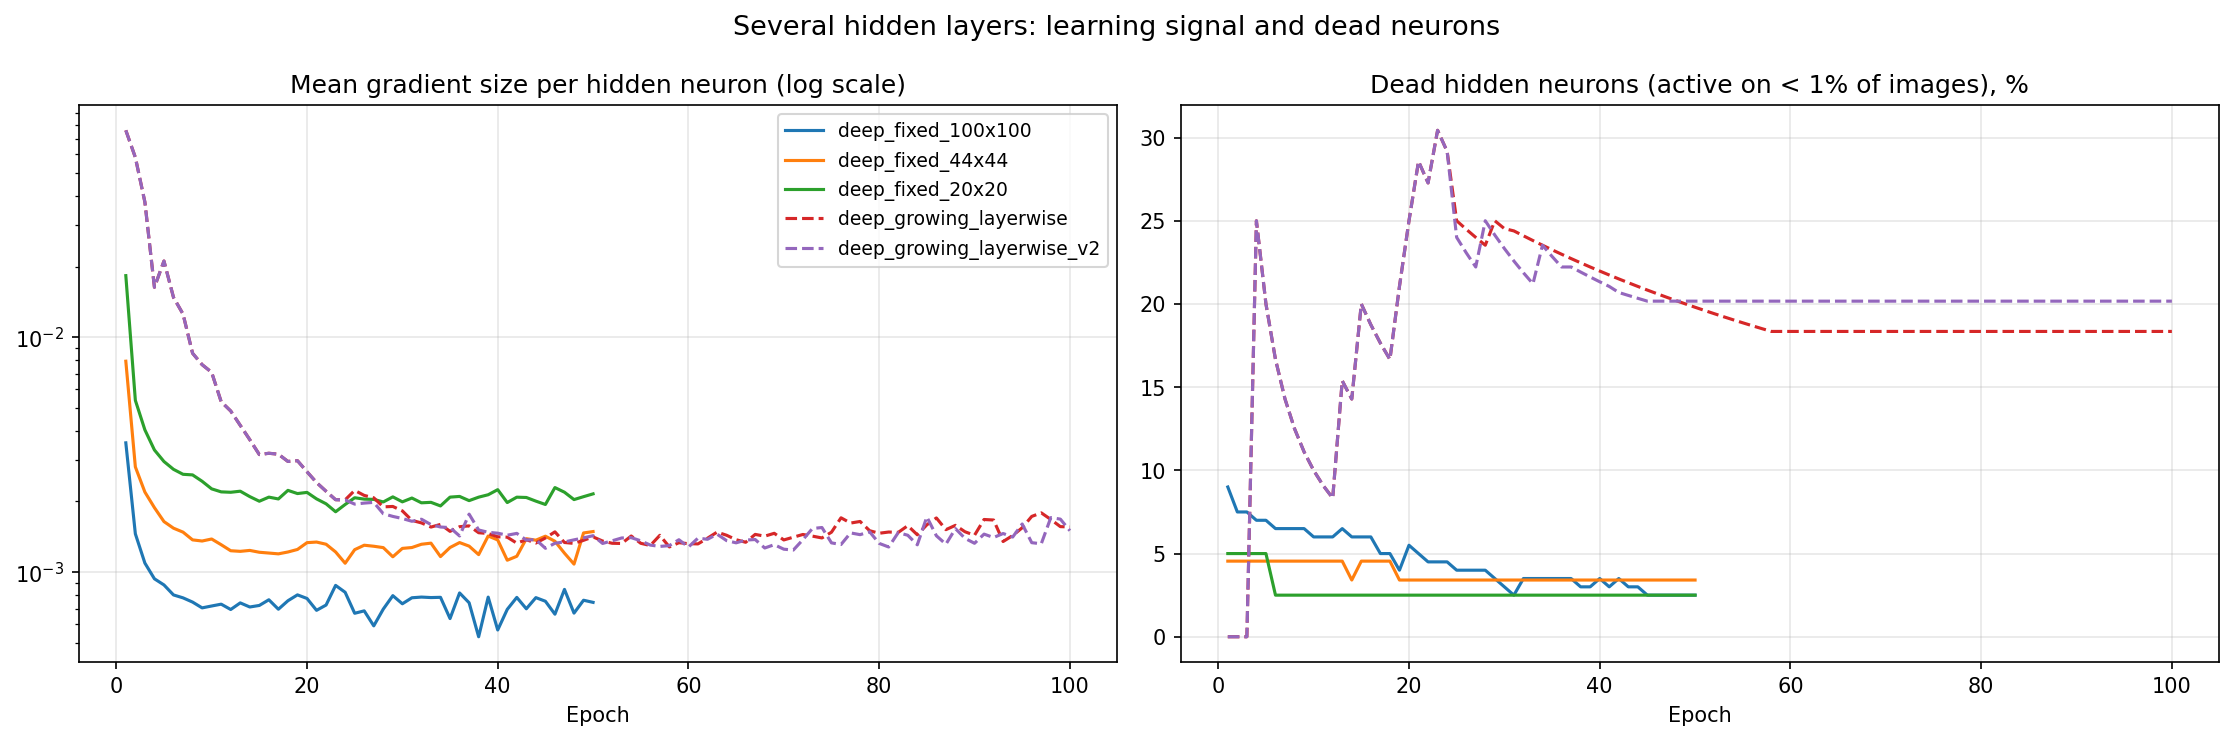 Several hidden layers: learning signal and dead neurons
Mean gradient size per hidden neuron (log scale)
deep_fixed_100x100
deep_fixed_44x44
deep_fixed_20x20
deep_growing_layerwise
deep_growing_layerwise_v2
10⁻²
10⁻³
0 20 40 60 80 100
Epoch
Dead hidden neurons (active on < 1% of images), %
30
25
20
15
10
5
0
0 20 40 60 80 100
Epoch